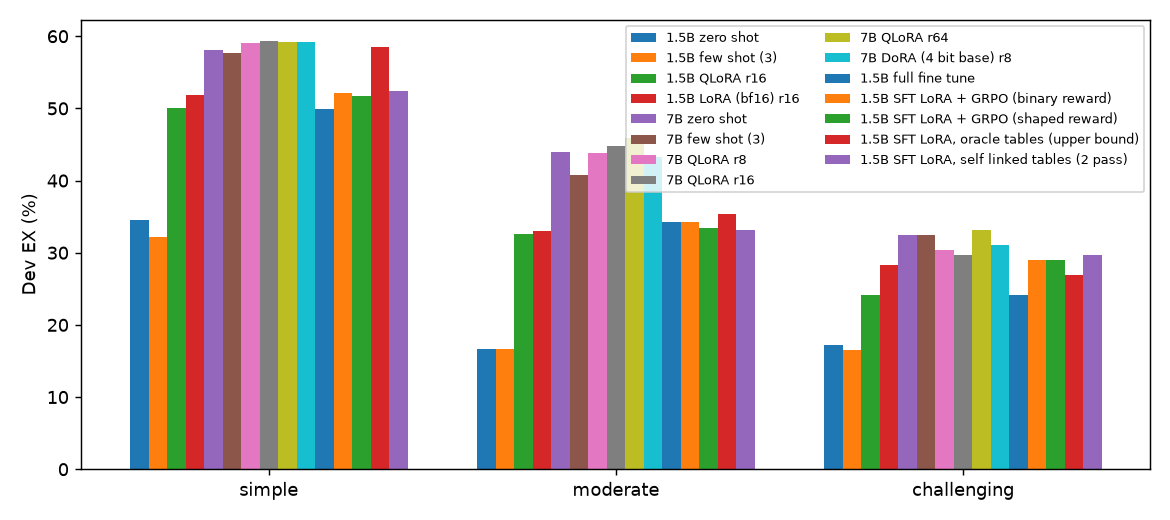 Dev EX (%)
60
50
40
30
20
10
0
simple
moderate
challenging
1.5B zero shot
1.5B few shot (3)
1.5B QLoRA r16
1.5B LoRA (bf16) r16
7B zero shot
7B few shot (3)
7B QLoRA r8
7B QLoRA r16
7B QLoRA r64
7B DoRA (4 bit base) r8
1.5B full fine tune
1.5B SFT LoRA + GRPO (binary reward)
1.5B SFT LoRA + GRPO (shaped reward)
1.5B SFT LoRA, oracle tables (upper bound)
1.5B SFT LoRA, self linked tables (2 pass)